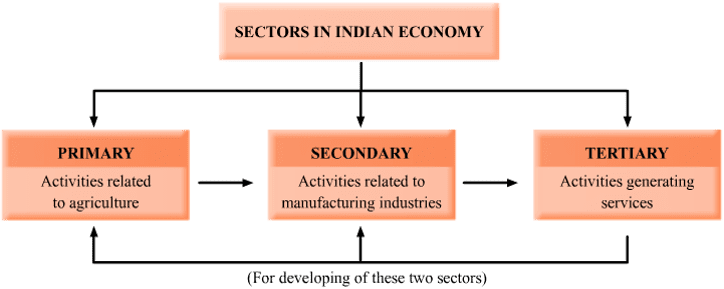 SECTORS IN INDIAN ECONOMY
PRIMARY
Activities related
to agriculture
SECONDARY
Activities related to
manufacturing industries
TERTIARY
Activities generating
services
(For developing of these two sectors)